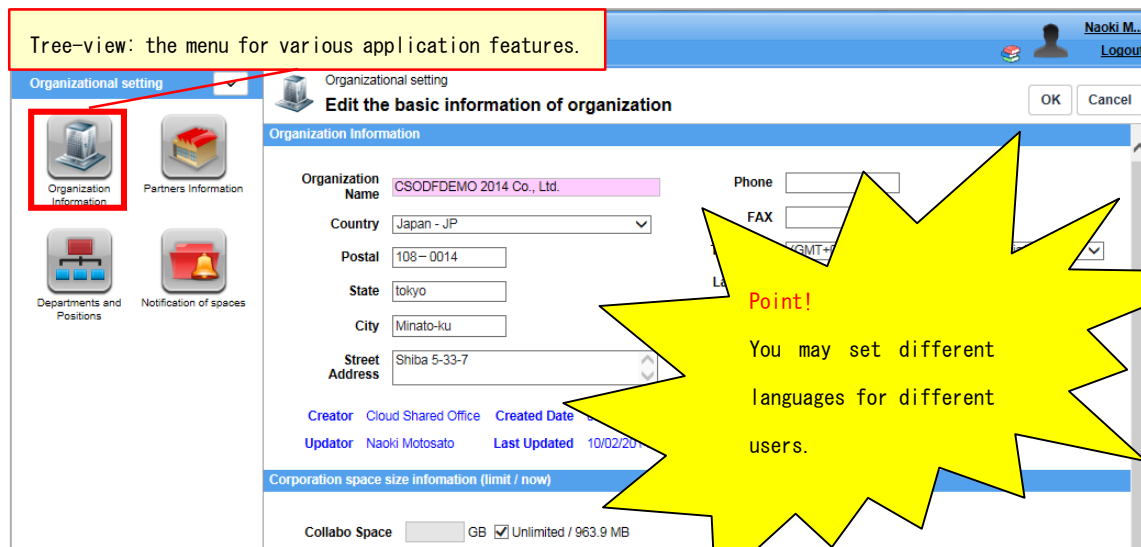 Tree-view: the menu for various application features.
Naoki M..
Logout
Organizational setting
Organization
Information
Partners Information
Departments and
Positions
Notification of spaces
Organizational setting
Edit the basic information of organization
OK
Cancel
Organization Information
Organization
Name
CSODFDEMO 2014 Co., Ltd.
Country
Japan - JP
Postal
108－0014
State
tokyo
City
Minato-ku
Street
Address
Shiba 5-33-7
Phone
FAX
Creator Cloud Shared Office Created Date
Updator Naoki Motosato Last Updated
Point!
You may set different
languages for different
users.
Corporation space size infomation (limit / now)
Collabo Space GB Unlimited / 963.9 MB